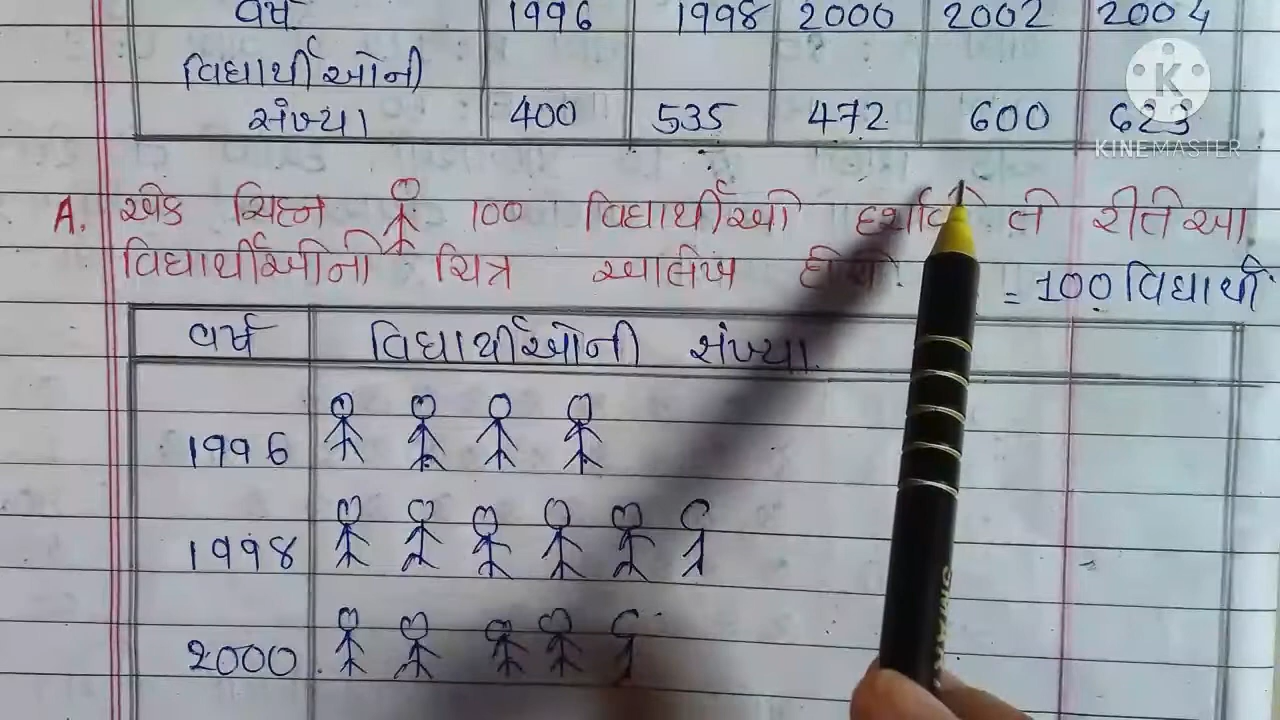 વર્ષ 1996 1998 2000 2002 2004
વિદ્યાર્થીઓની
સંખ્યા 400 535 472 600 623
KINEMASTER
A. એક ચિહ્ન 100 વિદ્યાર્થીઓ દર્શાવે તે રીતે આ
વિદ્યાર્થીઓનો ચિત્ર આલેખ
= 100 વિદ્યાર્થી
વર્ષ વિદ્યાર્થીઓની સંખ્યા.
1996
1998
2000